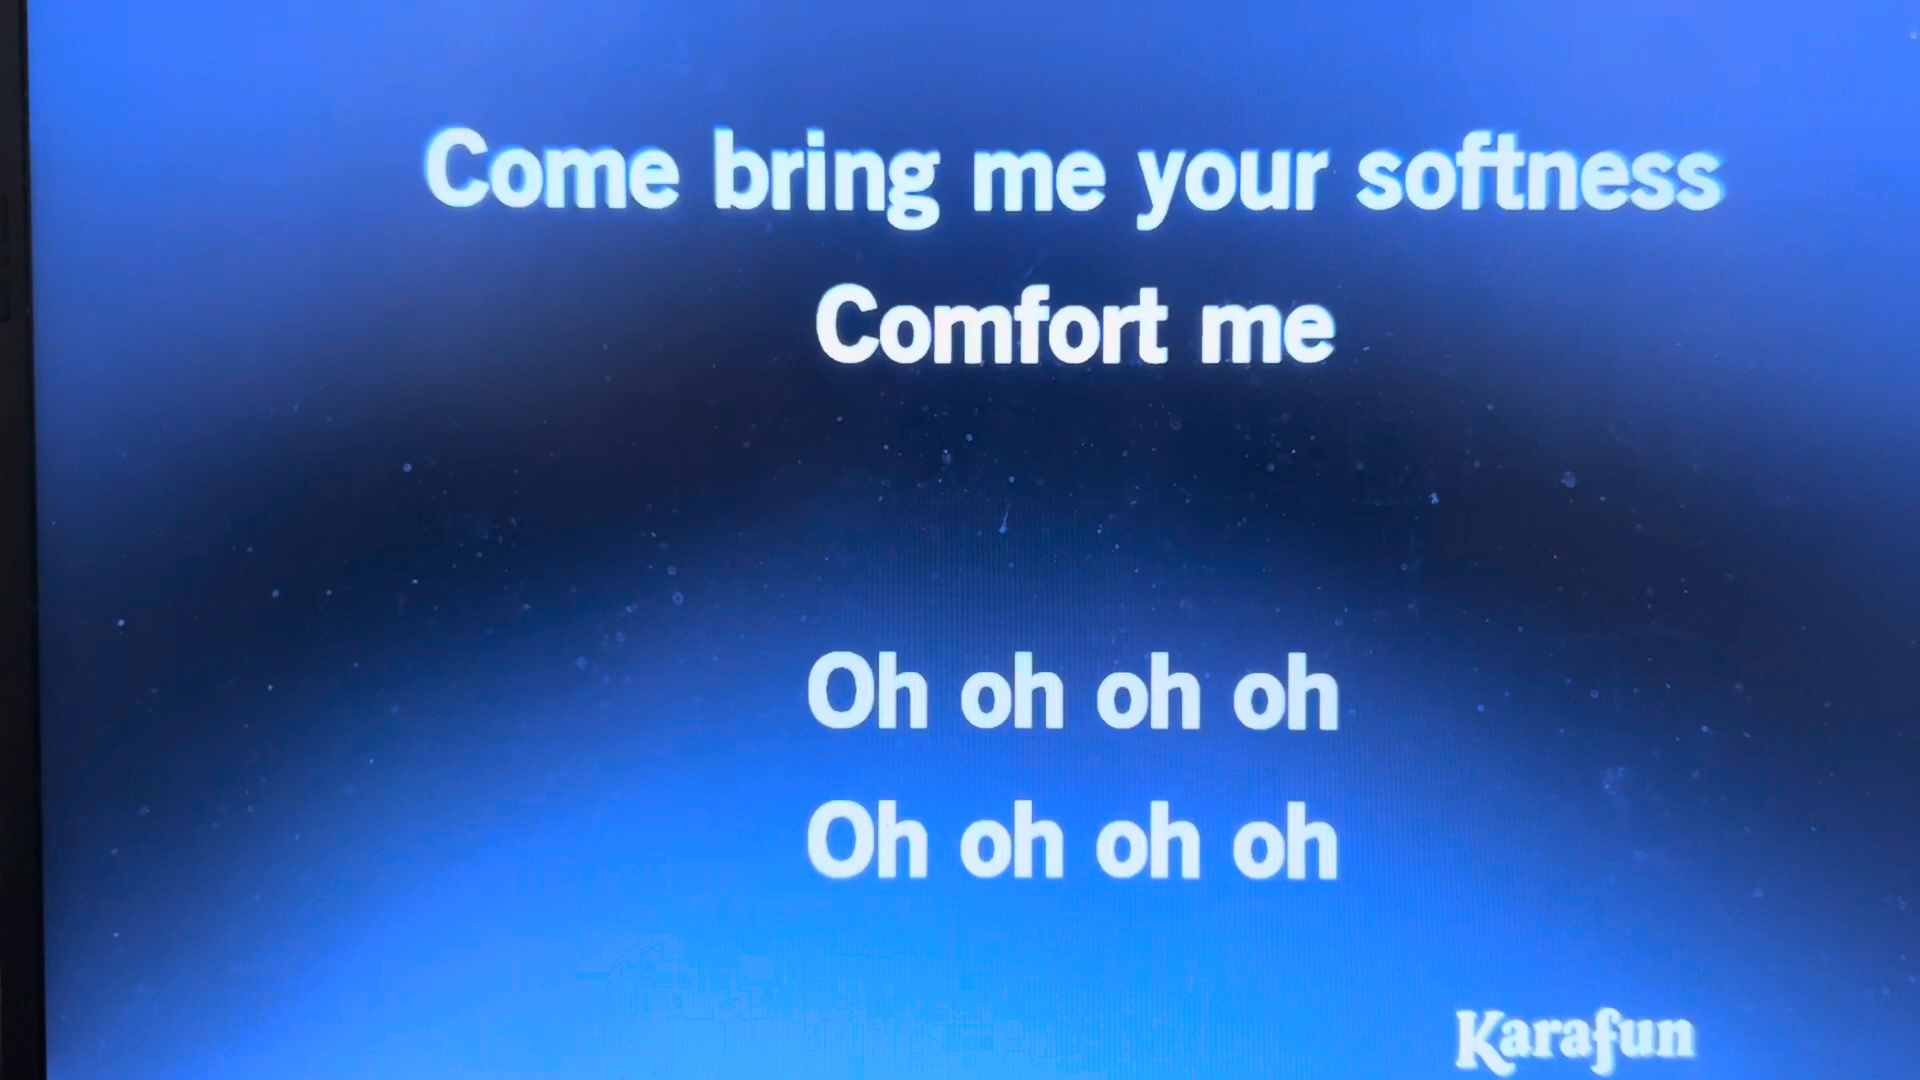 Come bring me your softness
Comfort me
Oh oh oh oh
Oh oh oh oh
Karafun